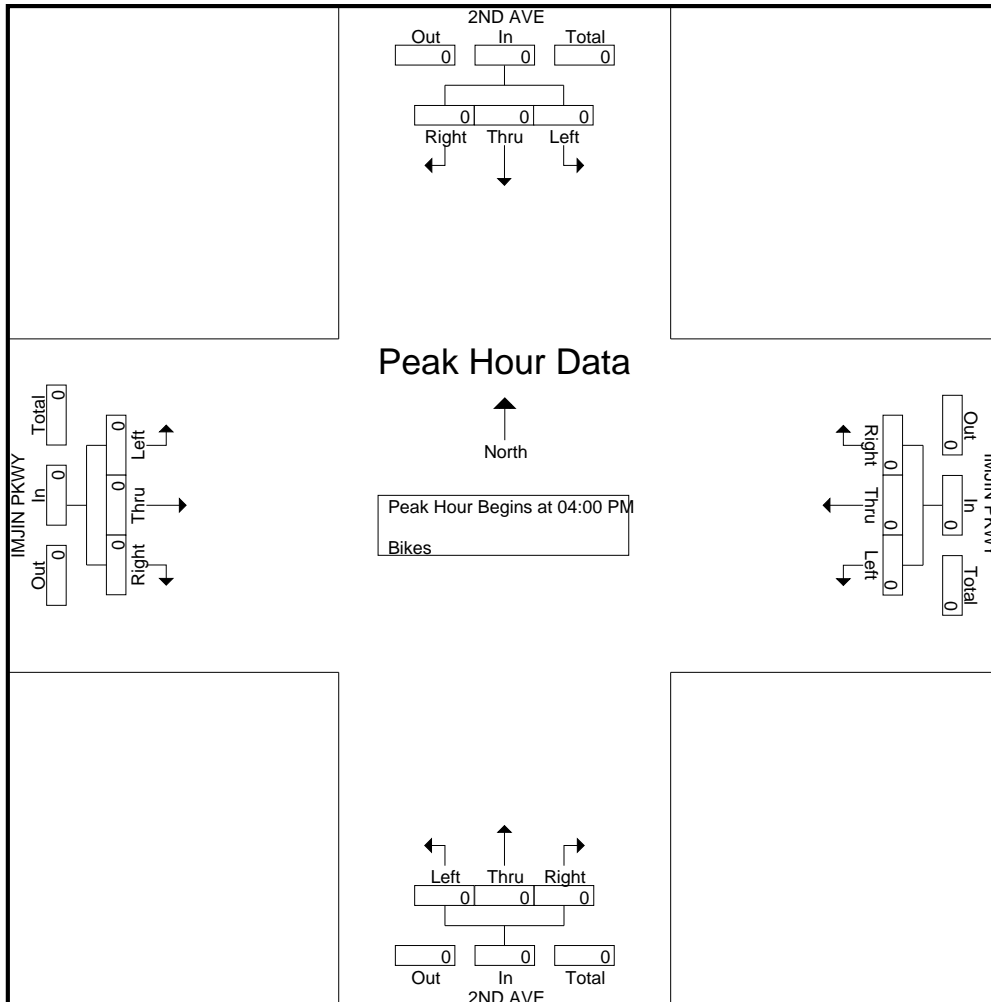 2ND AVE
Out In Total
0 0 0
0 0 0
Right Thru Left
Peak Hour Data
North
Peak Hour Begins at 04:00 PM
Bikes
IMJIN PKWY
Out In Total
0 0 0
0 0 0
Right Thru Left
IMJIN PKWY
Out In Total
0 0 0
0 0 0
Right Thru Left
Left Thru Right
0 0 0
0 0 0
Out In Total
2ND AVE